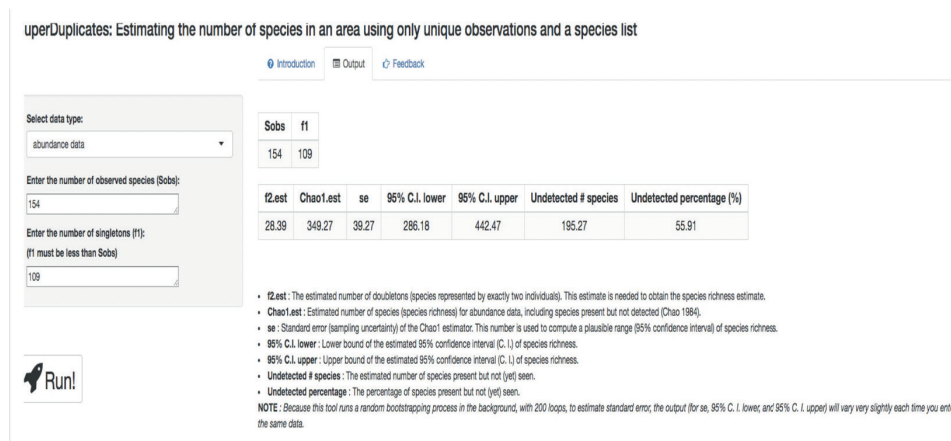 uperDuplicates: Estimating the number of species in an area using only unique observations and a species list
Introduction
Output
Feedback
Select data type:
abundance data
Enter the number of observed species (Sobs):
154
Enter the number of singletons (f1):
(f1 must be less than Sobs)
109
Run!
Sobs f1
154 109
f2.est Chao1.est se 95% C.I. lower 95% C.I. upper Undetected # species Undetected percentage (%)
28.39 349.27 39.27 286.18 442.47 195.27 55.91
• f2.est : The estimated number of doubletons (species represented by exactly two individuals). This estimate is needed to obtain the species richness estimate.
• Chao1.est : Estimated number of species (species richness) for abundance data, including species present but not detected (Chao 1984).
• se : Standard error (sampling uncertainty) of the Chao1 estimator. This number is used to compute a plausible range (95% confidence interval) of species richness.
• 95% C.I. lower : Lower bound of the estimated 95% confidence interval (C. I.) of species richness.
• 95% C.I. upper : Upper bound of the estimated 95% confidence interval (C. I.) of species richness.
• Undetected # species : The estimated number of species present but not (yet) seen.
• Undetected percentage : The percentage of species present but not (yet) seen.
NOTE : Because this tool runs a random bootstrapping process in the background, with 200 loops, to estimate standard error, the output (for se, 95% C. I. lower, and 95% C. I. upper) will vary very slightly each time you ent
the same data.